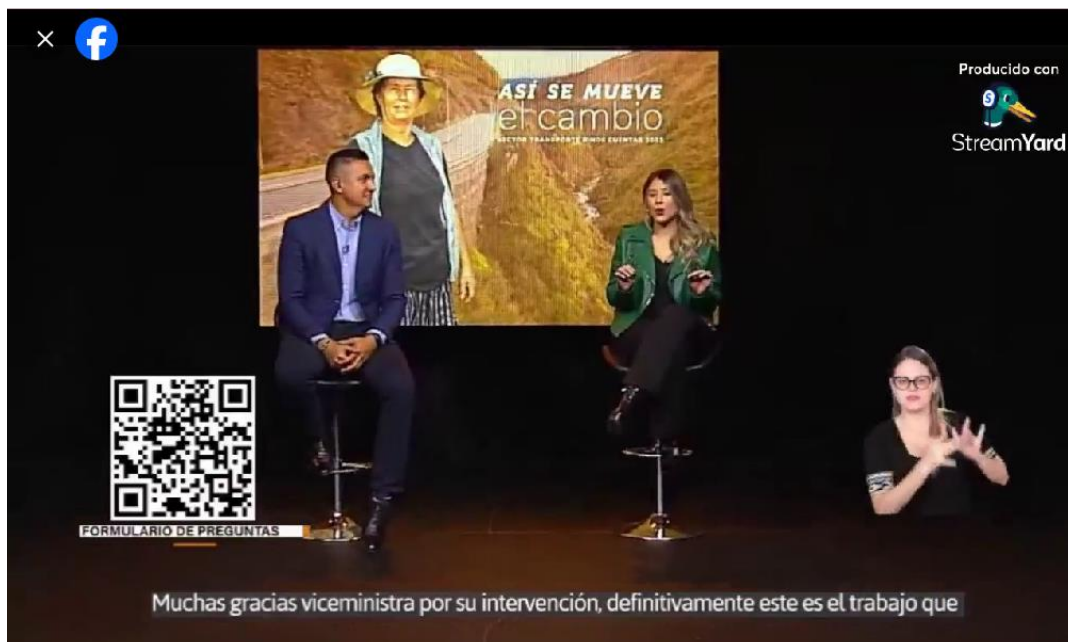 Producido con
StreamYard
ASÍ SE MUEVE
el cambio
SECTOR TRANSPORTE RINDE CUENTAS 2023
FORMULARIO DE PREGUNTAS
Muchas gracias viceministra por su intervención, definitivamente este es el trabajo que